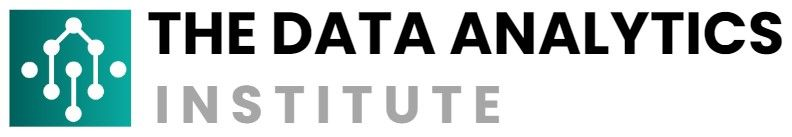 THE DATA ANALYTICS
INSTITUTE